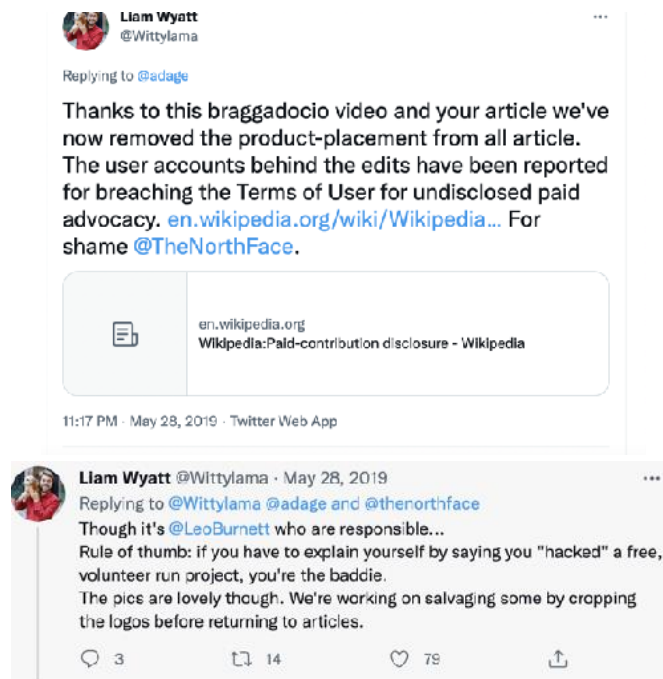 Liam Wyatt
@Wittylama
Replying to @adage
Thanks to this braggadocio video and your article we've
now removed the product-placement from all article.
The user accounts behind the edits have been reported
for breaching the Terms of User for undisclosed paid
advocacy. en.wikipedia.org/wiki/Wikipedia... For
shame @TheNorthFace.
en.wikipedia.org
Wikipedia:Paid-contribution disclosure - Wikipedia
11:17 PM · May 28, 2019 · Twitter Web App
Liam Wyatt @Wittylama · May 28, 2019
Replying to @Wittylama @adage and @thenorthface
Though it's @LeoBurnett who are responsible...
Rule of thumb: if you have to explain yourself by saying you "hacked" a free,
volunteer run project, you're the baddie.
The pics are lovely though. We're working on salvaging some by cropping
the logos before returning to articles.
3 14 79